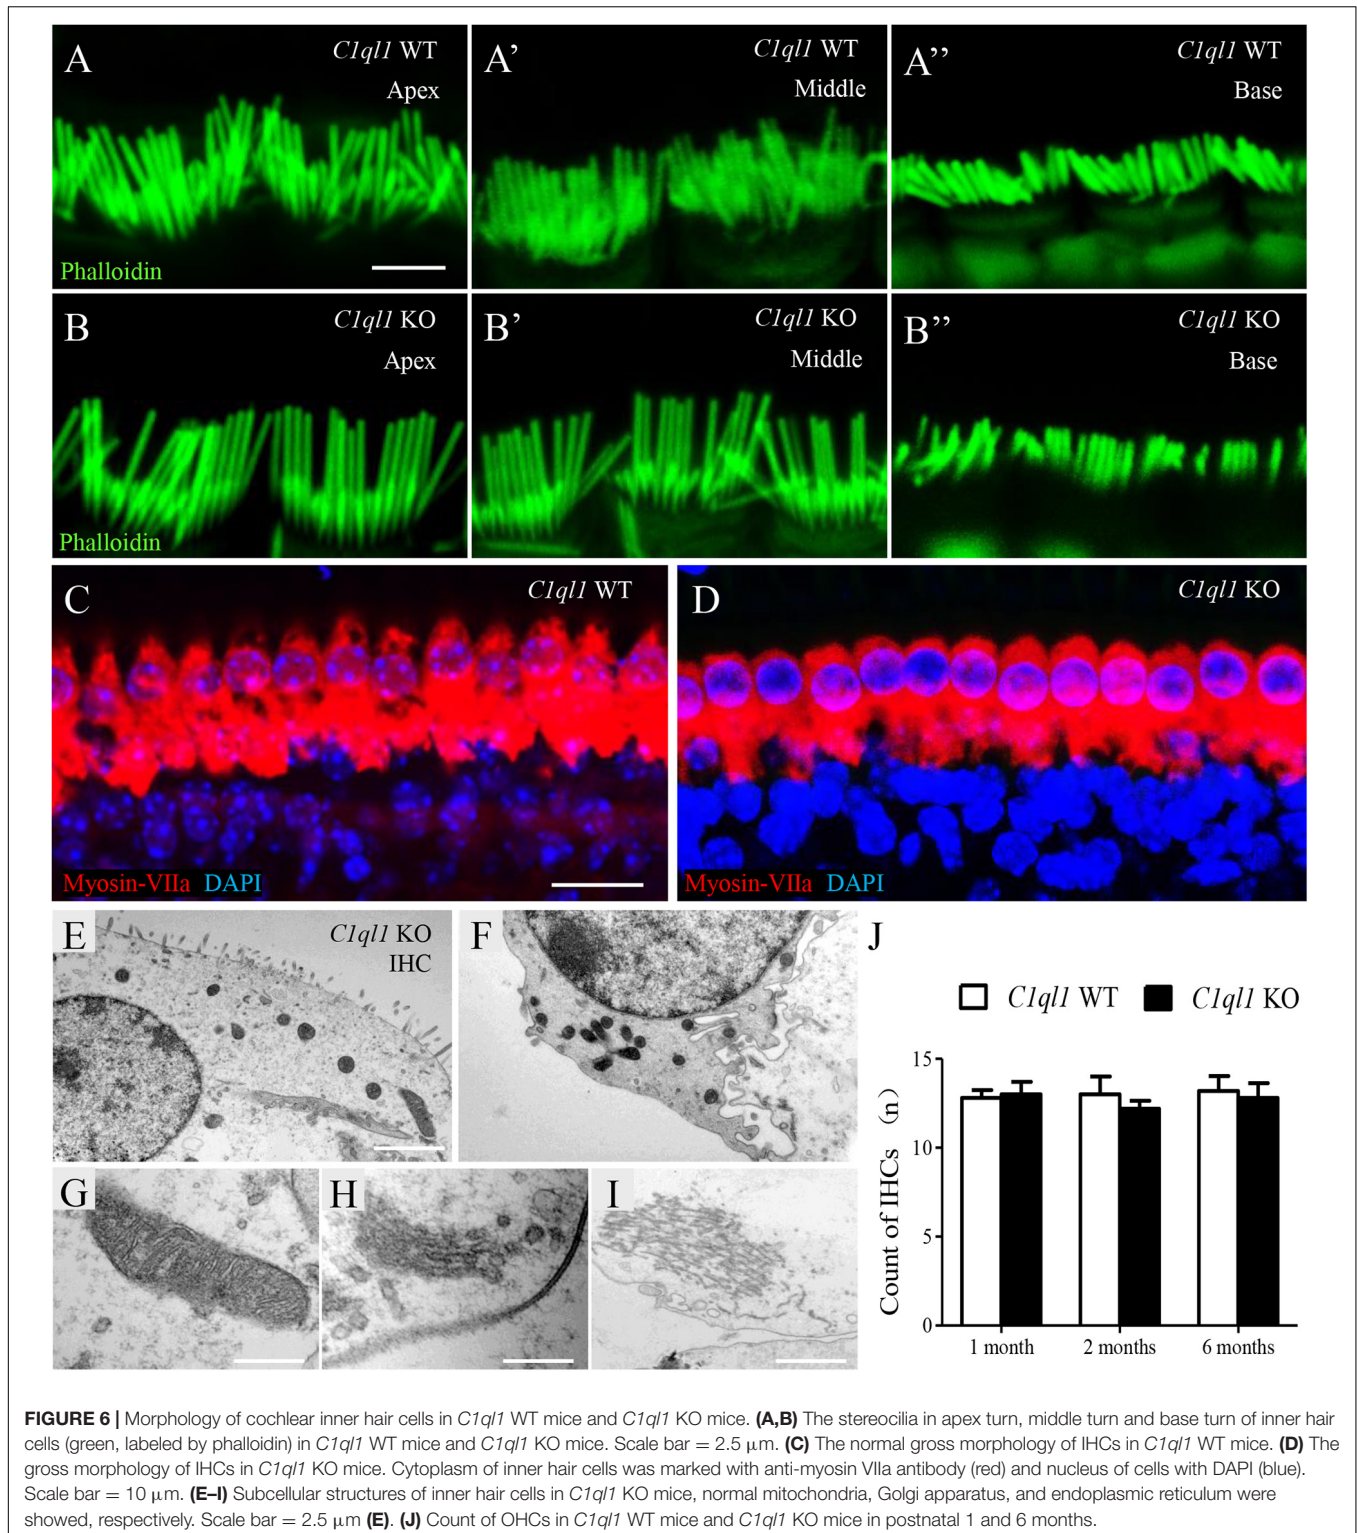 A
C1ql1 WT
Apex
Phalloidin
A’
C1ql1 WT
Middle
A”
C1ql1 WT
Base
B
C1ql1 KO
Apex
Phalloidin
B’
C1ql1 KO
Middle
B”
C1ql1 KO
Base
C
C1ql1 WT
Myosin-VIIa DAPI
D
C1ql1 KO
Myosin-VIIa DAPI
E
C1ql1 KO
IHC
F
G
H
I
J
C1ql1 WT
C1ql1 KO
Count of IHCs （n）
15
10
5
0
1 month
2 months
6 months
FIGURE 6 | Morphology of cochlear inner hair cells in C1ql1 WT mice and C1ql1 KO mice. (A,B) The stereocilia in apex turn, middle turn and base turn of inner hair
cells (green, labeled by phalloidin) in C1ql1 WT mice and C1ql1 KO mice. Scale bar = 2.5 μm. (C) The normal gross morphology of IHCs in C1ql1 WT mice. (D) The
gross morphology of IHCs in C1ql1 KO mice. Cytoplasm of inner hair cells was marked with anti-myosin VIIa antibody (red) and nucleus of cells with DAPI (blue).
Scale bar = 10 μm. (E–I) Subcellular structures of inner hair cells in C1ql1 KO mice, normal mitochondria, Golgi apparatus, and endoplasmic reticulum were
showed, respectively. Scale bar = 2.5 μm (E). (J) Count of OHCs in C1ql1 WT mice and C1ql1 KO mice in postnatal 1 and 6 months.